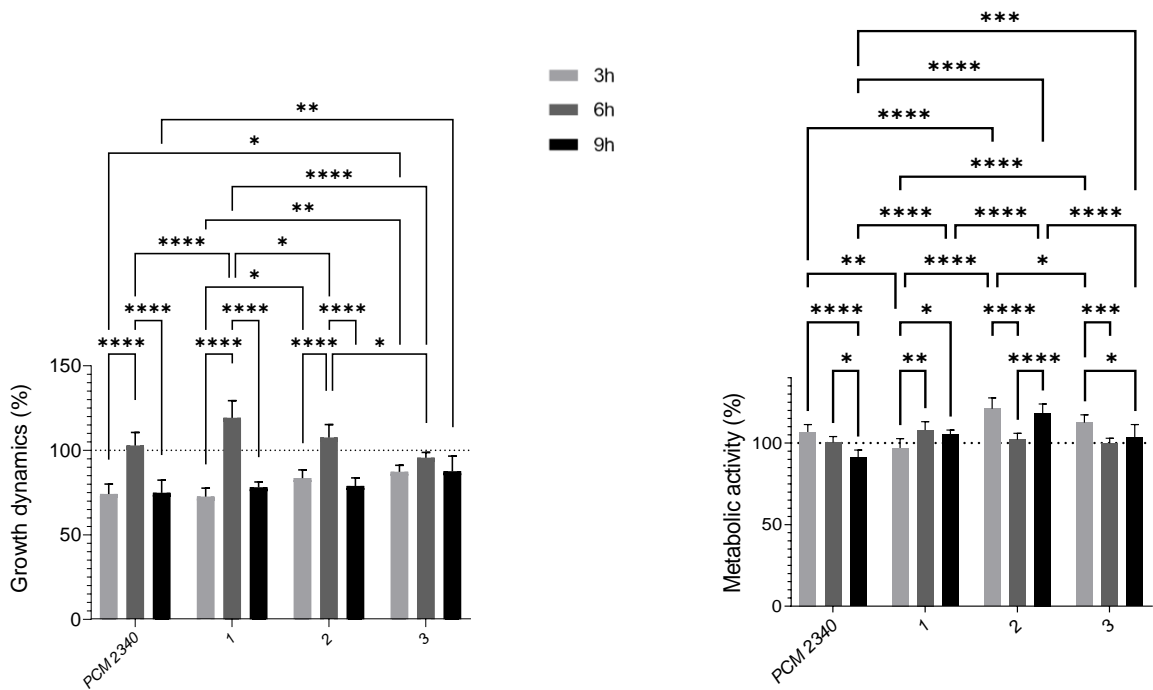 ***
****
3h
6h
9h
**
****
*
****
****
**
**** **** ****
**** *
** **** *
*
**** **** ****
**** * **** ***
**** **** **** *
* ** **** *
150
100
50
0
Growth dynamics (%)
PCM 2340 1 2 3
100
50
0
Metabolic activity (%)
PCM 2340 1 2 3